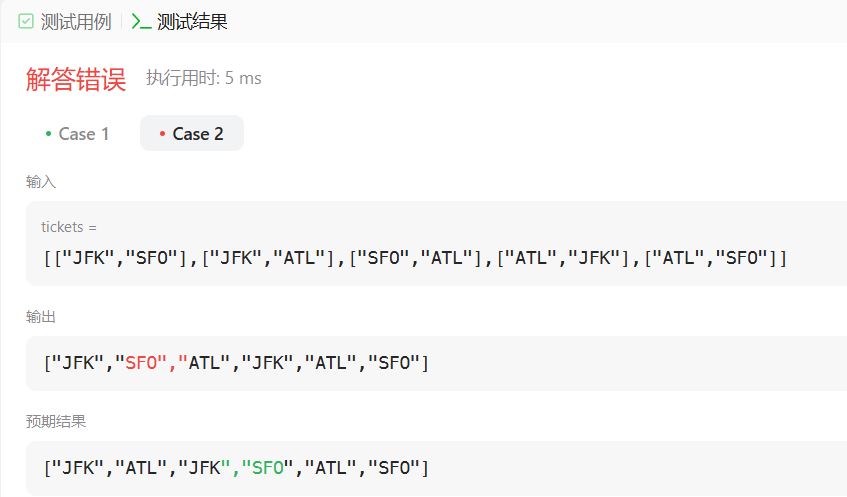 测试用例 | >_ 测试结果
解答错误 执行用时: 5 ms
Case 1 Case 2
输入
tickets =
[["JFK","SFO"],["JFK","ATL"],["SFO","ATL"],["ATL","JFK"],["ATL","SFO"]]
输出
["JFK","SFO","ATL","JFK","ATL","SFO"]
预期结果
["JFK","ATL","JFK","SFO","ATL","SFO"]